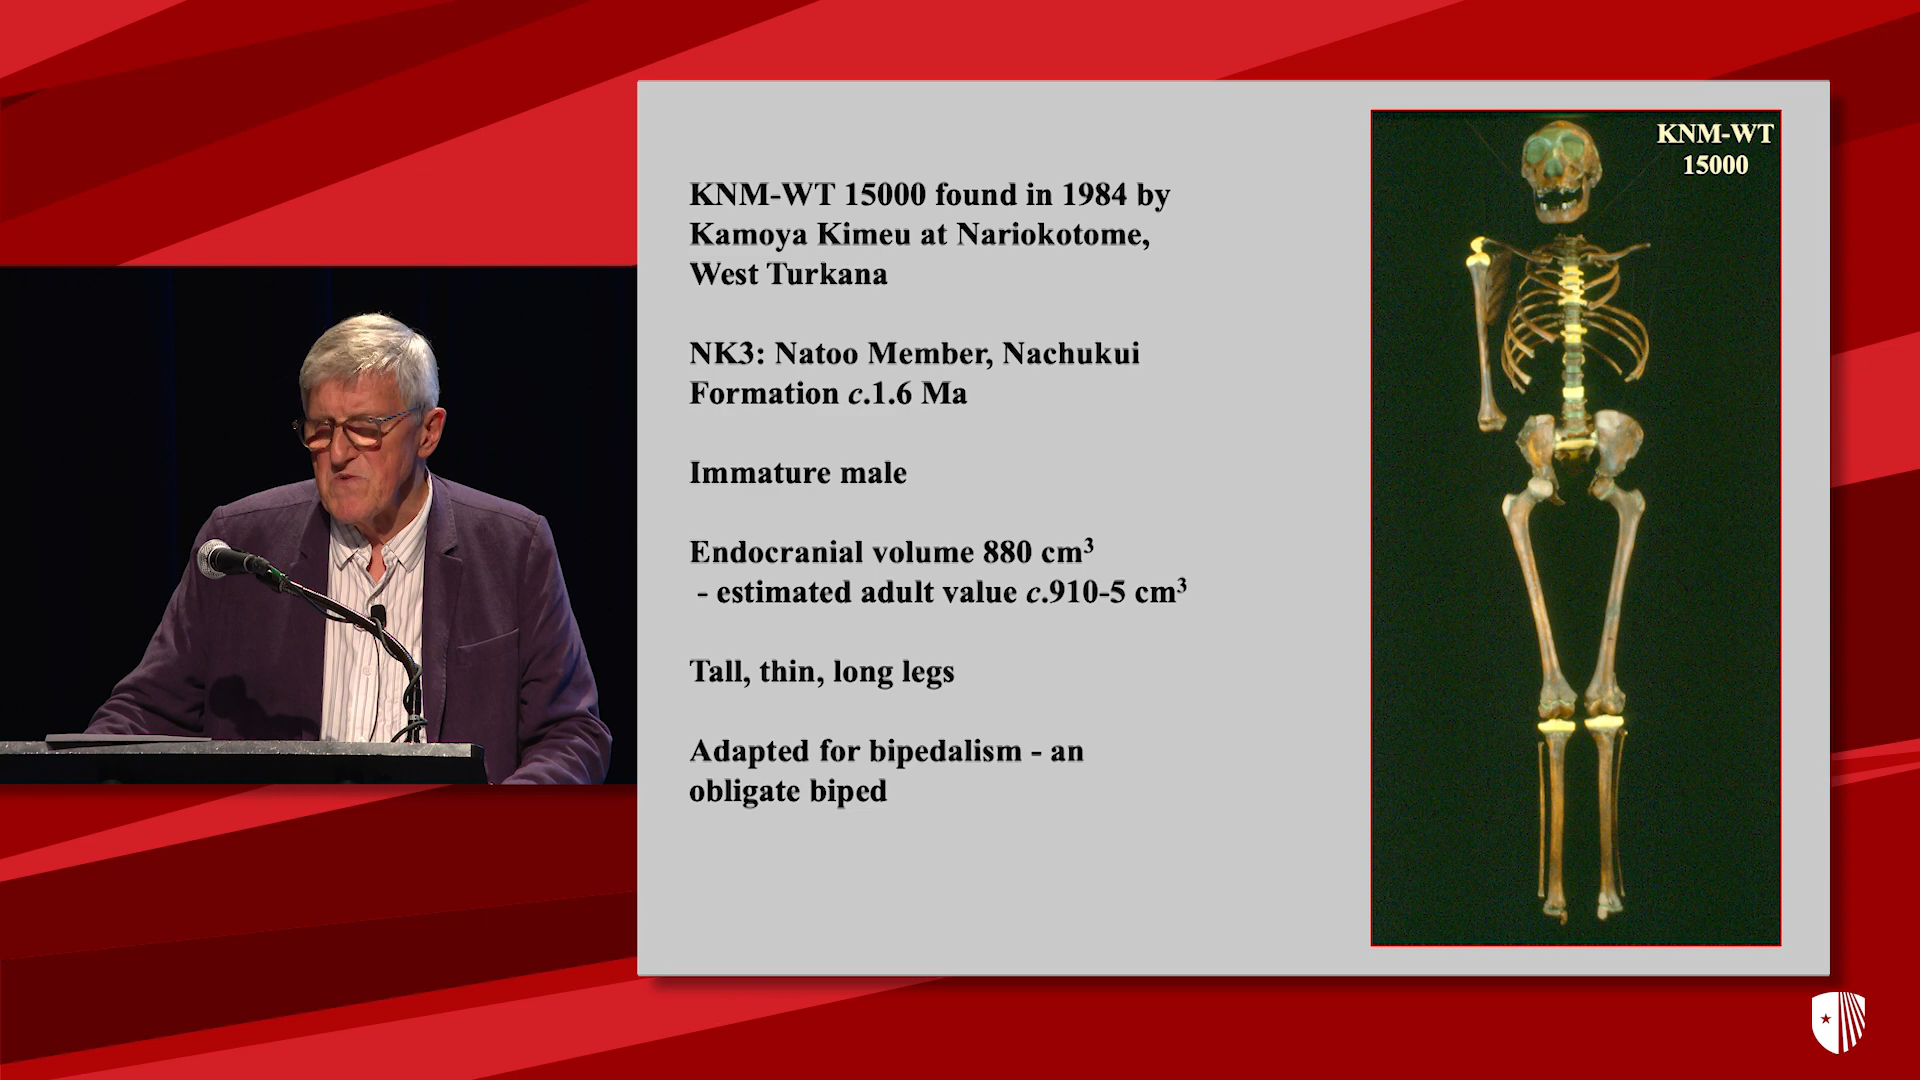 KNM-WT 15000 found in 1984 by
Kamoya Kimeu at Nariokotome,
West Turkana
NK3: Natoo Member, Nachukui
Formation c.1.6 Ma
Immature male
Endocranial volume 880 cm³
- estimated adult value c.910-5 cm³
Tall, thin, long legs
Adapted for bipedalism - an
obligate biped
KNM-WT
15000